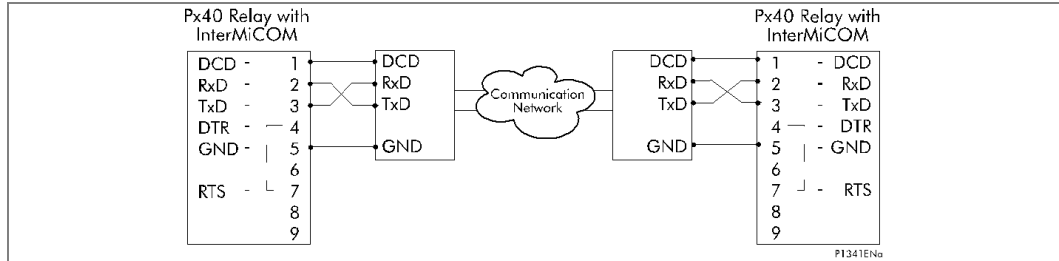 Px40 Relay with
InterMiCOM
DCD - 1
RxD - 2
TxD - 3
DTR - 4
GND - 5
6
RTS - 7
8
9
DCD
RxD
TxD
GND
Communication
Network
DCD
RxD
TxD
GND
Px40 Relay with
InterMiCOM
1 - DCD
2 - RxD
3 - TxD
4 - DTR
5 - GND
6
7 - RTS
8
9
P1341ENa